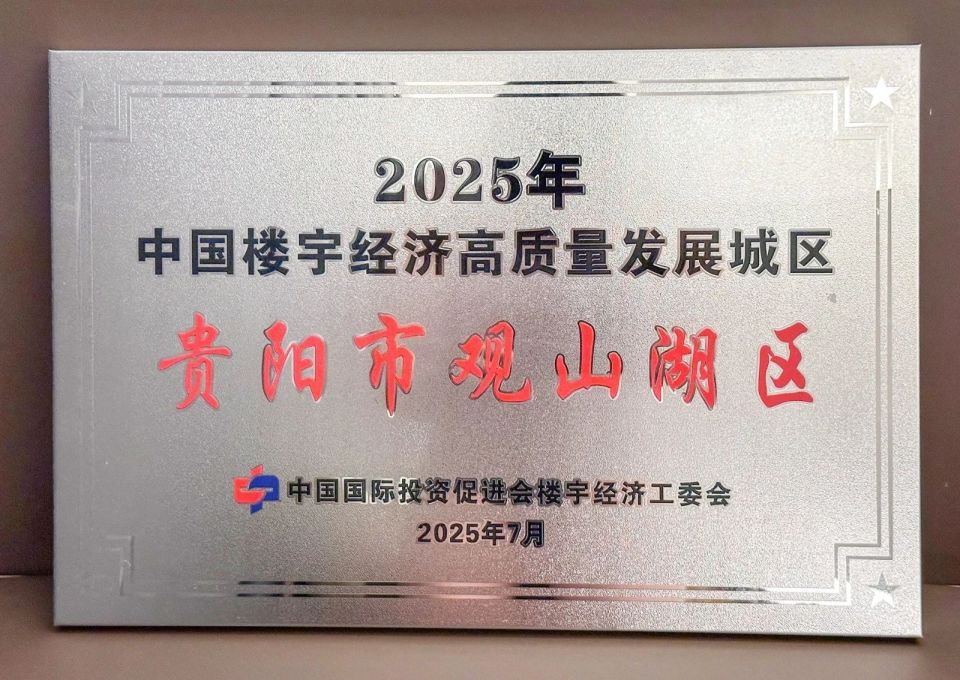 2025年
中国楼宇经济高质量发展城区
贵阳市观山湖区
中国国际投资促进会楼宇经济工委会
2025年7月